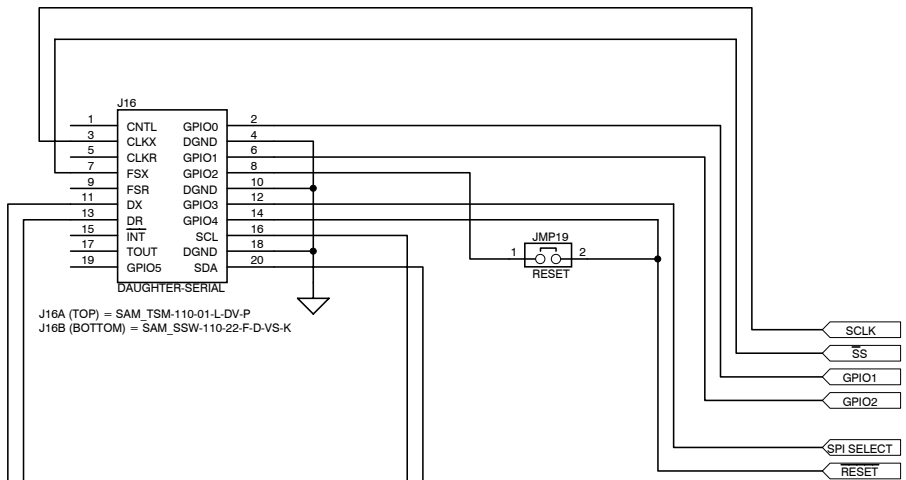 J16
1 CNTL GPIO0 2
3 CLKX DGND 4
5 CLKR GPIO1 6
7 FSX GPIO2 8
9 FSR DGND 10
11 DX GPIO3 12
13 DR GPIO4 14
15 INT SCL 16
17 TOUT DGND 18
19 GPIO5 SDA 20
DAUGHTER-SERIAL
J16A (TOP) = SAM_TSM-110-01-L-DV-P
J16B (BOTTOM) = SAM_SSW-110-22-F-D-VS-K
JMP19
1 2
RESET
SCLK
SS
GPIO1
GPIO2
SPI SELECT
RESET